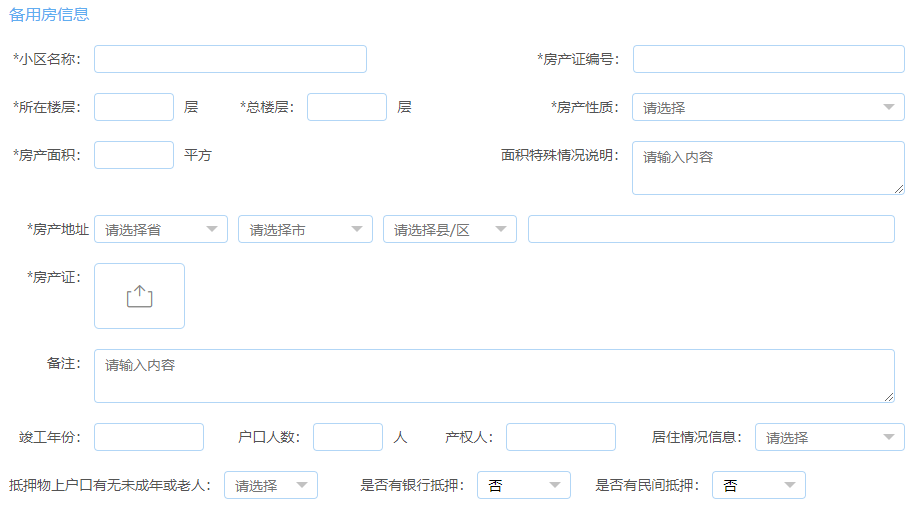 备用房信息
*小区名称： *房产证编号：
*所在楼层： 层 *总楼层： 层 *房产性质： 请选择
*房产面积： 平方 面积特殊情况说明： 请输入内容
*房产地址 请选择省 请选择市 请选择县/区
*房产证：
备注： 请输入内容
竣工年份： 户口人数： 人 产权人： 居住情况信息： 请选择
抵押物上户口有无未成年或老人： 请选择 是否有银行抵押： 否 是否有民间抵押： 否